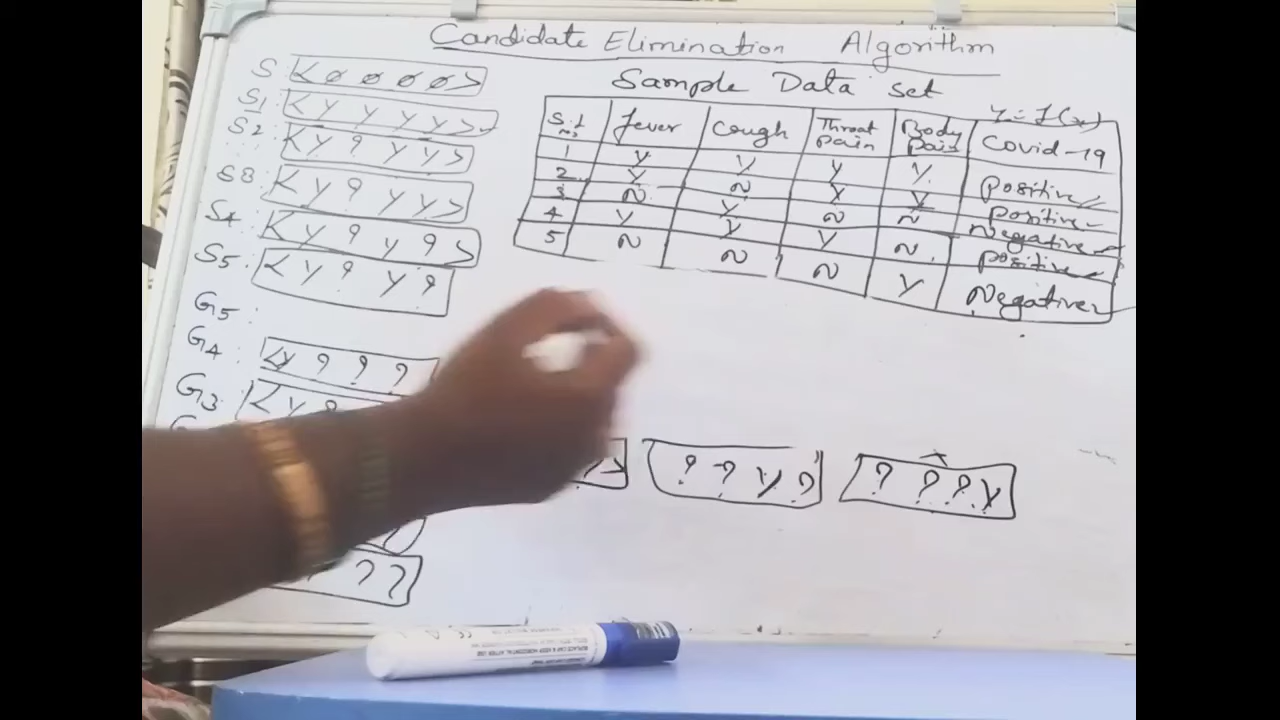 Candidate Elimination Algorithm
Sample Data set
y = f(x)
S.l no Fever Cough Throat pain Body pain Covid-19
1 Y Y Y Y Positive
2 Y N Y Y Positive
3 N Y N N Negative
4 Y Y Y N Positive
5 N N N Y Negative
S: <ø ø ø ø>
S1: <Y Y Y Y>
S2: <Y ? Y Y>
S3: <Y ? Y Y>
S4: <Y ? Y ?>
S5: <Y ? Y ?
G5:
G4: <Y ? ? ?
G3: <Y ?
? ? Y ?
? ? ? Y
? ?